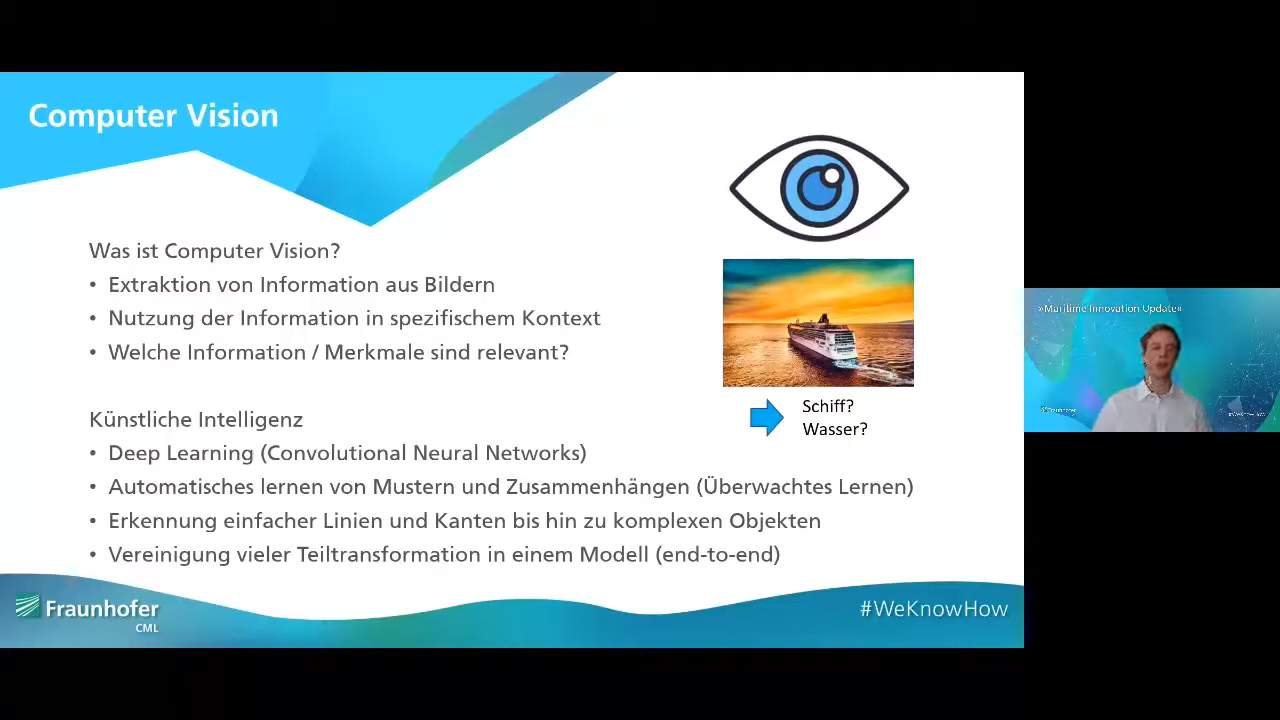 Computer Vision
Was ist Computer Vision?
• Extraktion von Information aus Bildern
• Nutzung der Information in spezifischem Kontext
• Welche Information / Merkmale sind relevant?
Künstliche Intelligenz
• Deep Learning (Convolutional Neural Networks)
• Automatisches lernen von Mustern und Zusammenhängen (Überwachtes Lernen)
• Erkennung einfacher Linien und Kanten bis hin zu komplexen Objekten
• Vereinigung vieler Teiltransformation in einem Modell (end-to-end)
Schiff?
Wasser?
Fraunhofer
CML
#WeKnowHow
»Maritime Innovation Update«
Fraunhofer
#WeKnowHow